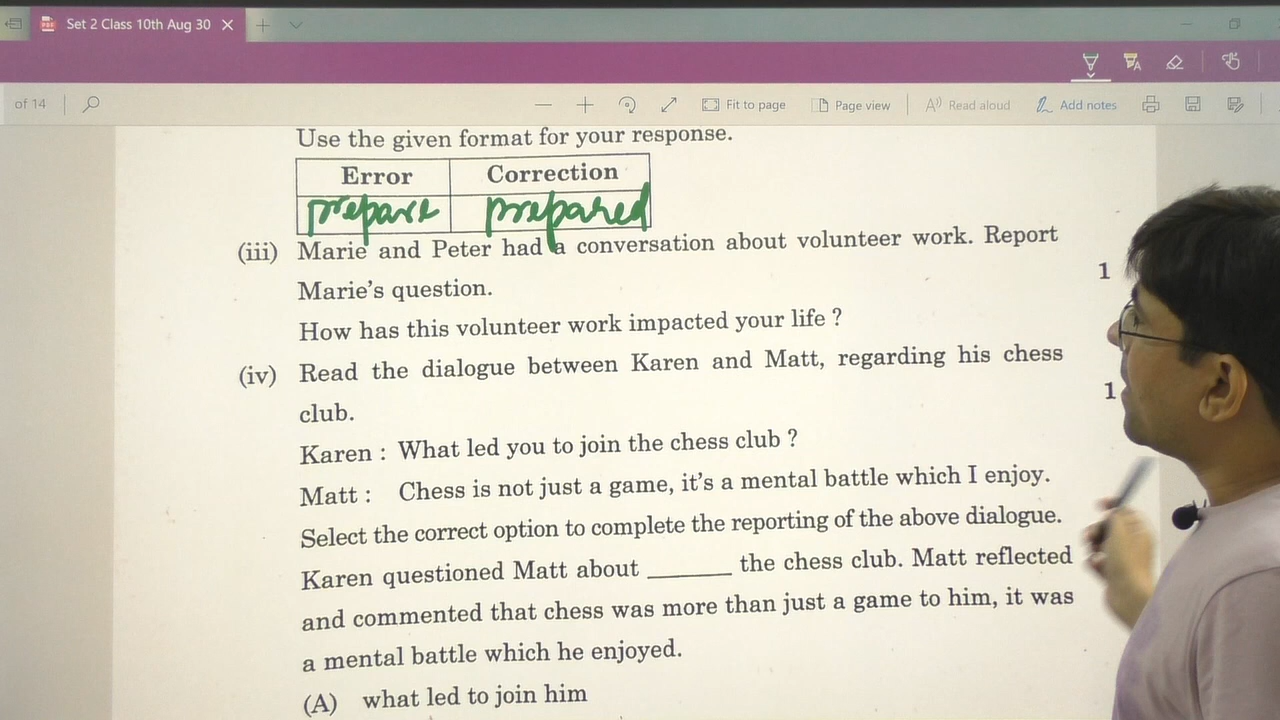 Set 2 Class 10th Aug 30
of 14
Fit to page
Page view
Read aloud
Add notes
Use the given format for your response.
Error Correction
prepare prepared
(iii) Marie and Peter had a conversation about volunteer work. Report 1
Marie's question.
How has this volunteer work impacted your life ?
(iv) Read the dialogue between Karen and Matt, regarding his chess 1
club.
Karen : What led you to join the chess club ?
Matt : Chess is not just a game, it's a mental battle which I enjoy.
Select the correct option to complete the reporting of the above dialogue.
Karen questioned Matt about ______ the chess club. Matt reflected
and commented that chess was more than just a game to him, it was
a mental battle which he enjoyed.
(A) what led to join him